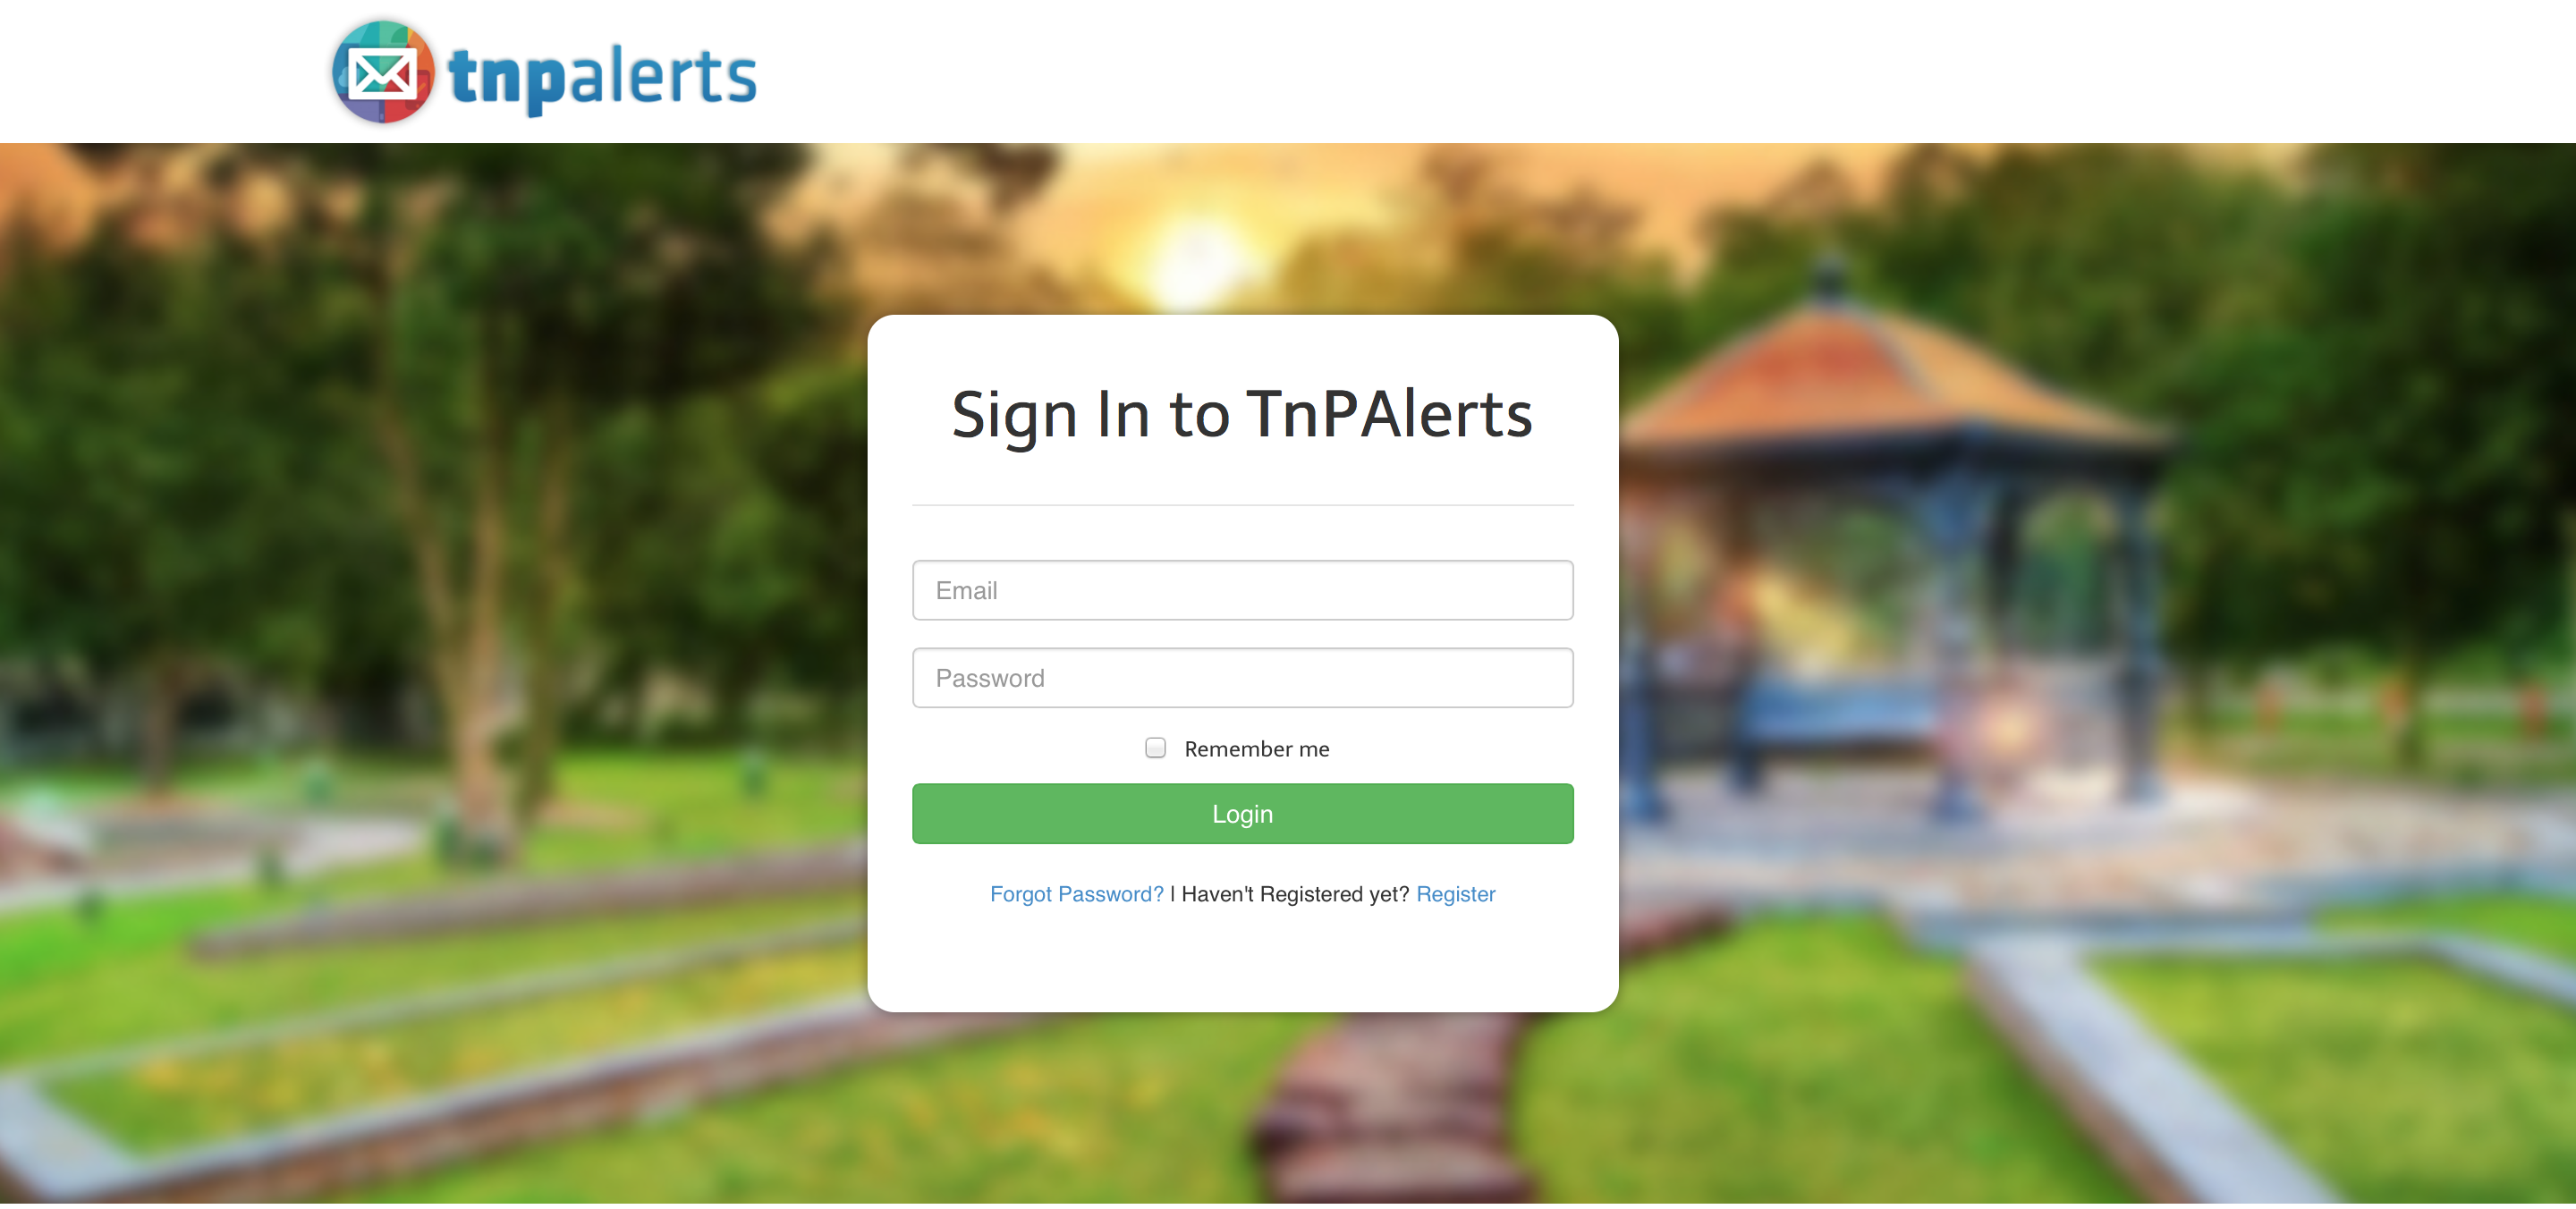 tnpalerts
Sign In to TnPAlerts
Email
Password
Remember me
Login
Forgot Password? | Haven't Registered yet? Register